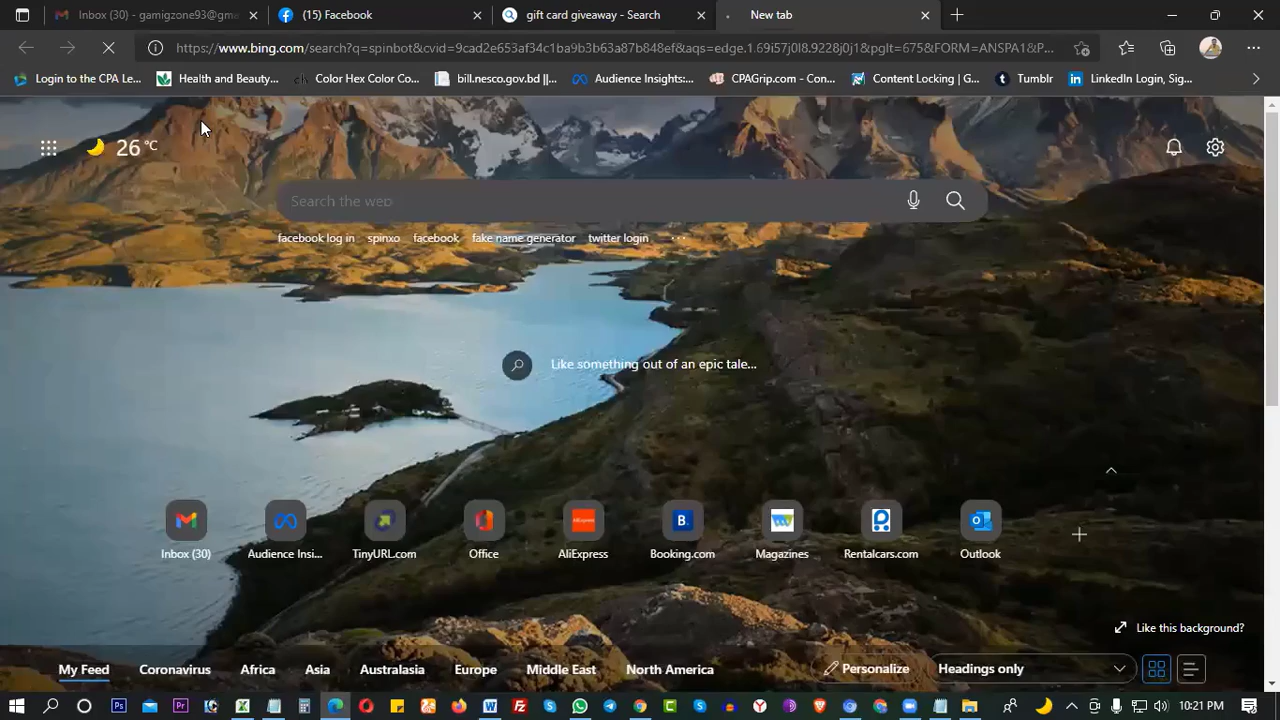 Inbox (30) - gamigzone93@gma
(15) Facebook
gift card giveaway - Search
New tab
https://www.bing.com/search?q=spinbot&cvid=9cad2e653af34c1ba9b3b63a87b848ef&aqs=edge.1.69i57j0l8.9228j0j1&pglt=675&FORM=ANSPA1&P...
Login to the CPA Le...
Health and Beauty...
Color Hex Color Co...
bill.nesco.gov.bd ||...
Audience Insights:...
CPAGrip.com - Con...
Content Locking | G...
Tumblr
LinkedIn Login, Sig...
26 °C
Search the web
facebook log in
spinxo
facebook
fake name generator
twitter login
Like something out of an epic tale...
Inbox (30)
Audience Insi...
TinyURL.com
Office
AliExpress
Booking.com
Magazines
Rentalcars.com
Outlook
Like this background?
My Feed
Coronavirus
Africa
Asia
Australasia
Europe
Middle East
North America
Personalize
Headings only
10:21 PM